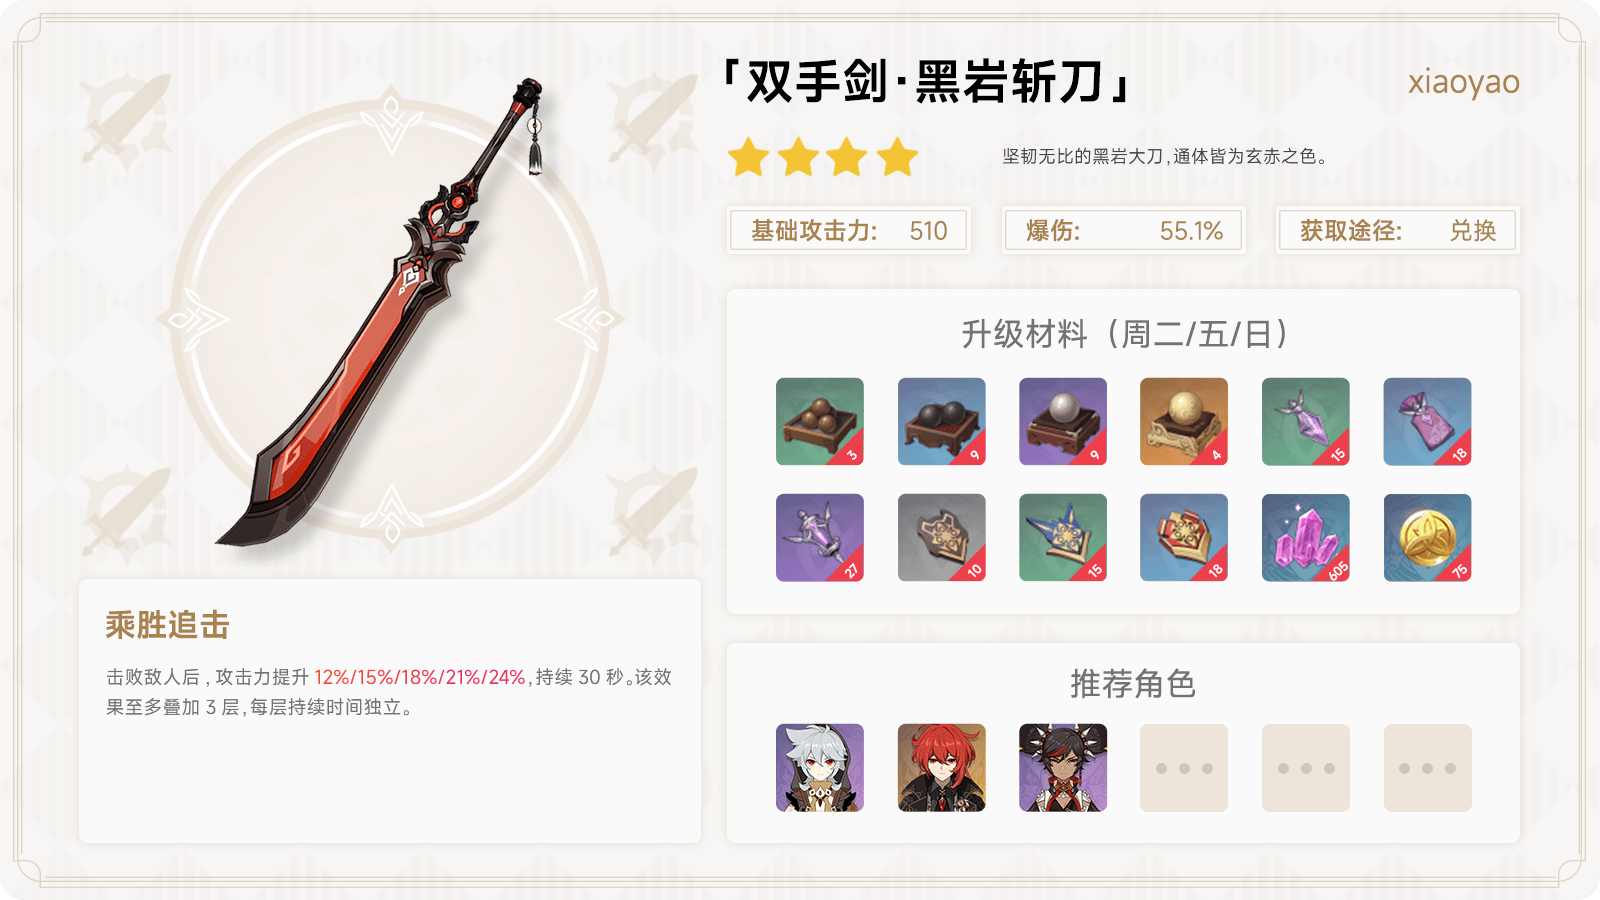 「双手剑·黑岩斩刀」
xiaoyao
坚韧无比的黑岩大刀,通体皆为玄赤之色。
基础攻击力: 510
爆伤: 55.1%
获取途径: 兑换
升级材料（周二/五/日）
3 9 9 4 15 18
27 10 15 18 605 75
乘胜追击
击败敌人后，攻击力提升 12%/15%/18%/21%/24%,持续 30 秒。该效
果至多叠加 3 层,每层持续时间独立。
推荐角色